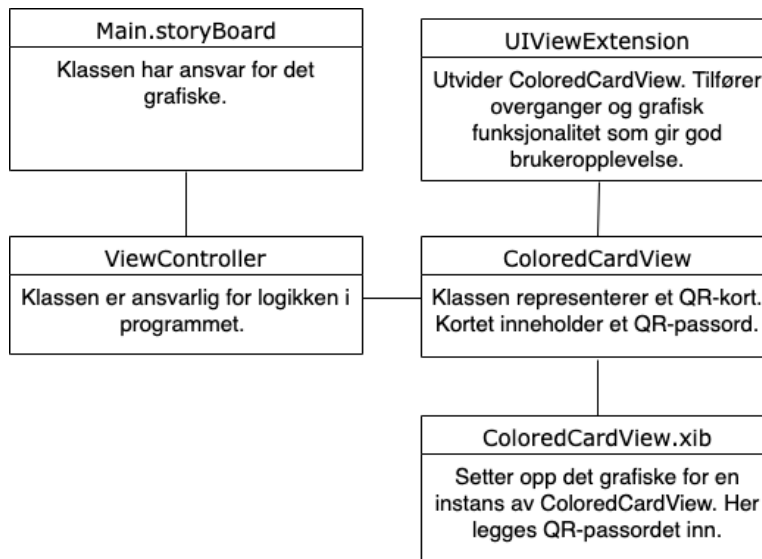 Main.storyBoard
Klassen har ansvar for det
grafiske.
UIViewExtension
Utvider ColoredCardView. Tilfører
overganger og grafisk
funksjonalitet som gir god
brukeropplevelse.
ViewController
Klassen er ansvarlig for logikken i
programmet.
ColoredCardView
Klassen representerer et QR-kort.
Kortet inneholder et QR-passord.
ColoredCardView.xib
Setter opp det grafiske for en
instans av ColoredCardView. Her
legges QR-passordet inn.